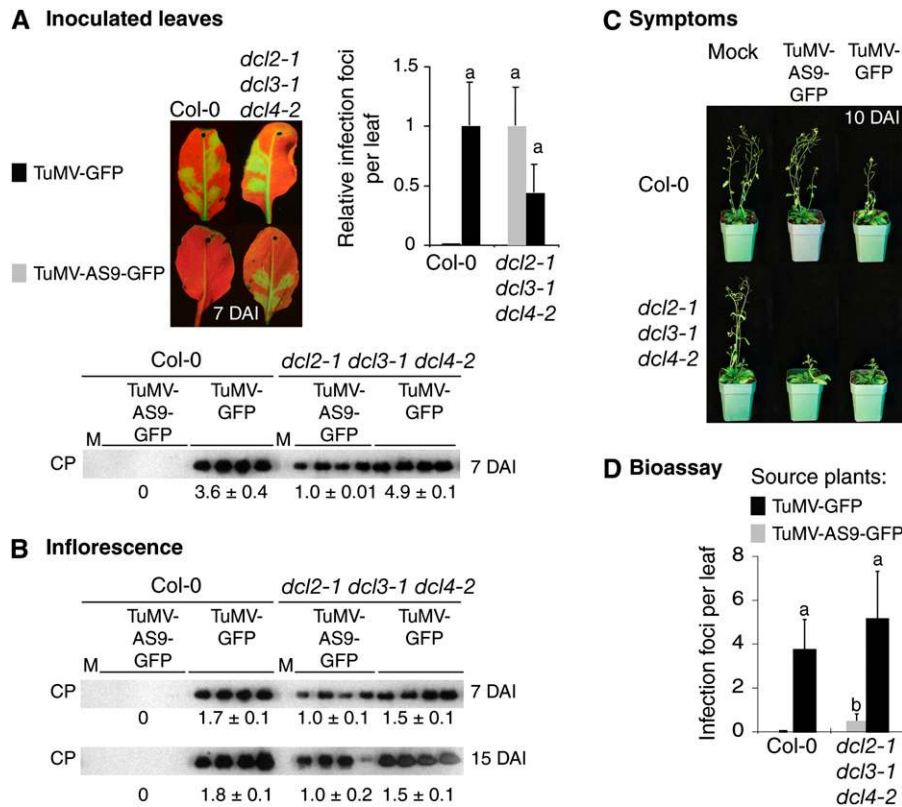 A Inoculated leaves
dcl2-1
dcl3-1
Col-0 dcl4-2
TuMV-GFP
TuMV-AS9-GFP
7 DAI
Relative infection foci
per leaf
1.5
1
0.5
0
a a
a
Col-0 dcl2-1
dcl3-1
dcl4-2
Col-0 dcl2-1 dcl3-1 dcl4-2
M TuMV-AS9-GFP TuMV-GFP M TuMV-AS9-GFP TuMV-GFP
CP 7 DAI
0 3.6 ± 0.4 1.0 ± 0.01 4.9 ± 0.1
B Inflorescence
Col-0 dcl2-1 dcl3-1 dcl4-2
M TuMV-AS9-GFP TuMV-GFP M TuMV-AS9-GFP TuMV-GFP
CP 7 DAI
0 1.7 ± 0.1 1.0 ± 0.1 1.5 ± 0.1
CP 15 DAI
0 1.8 ± 0.1 1.0 ± 0.2 1.5 ± 0.1
C Symptoms
Mock TuMV-AS9-GFP TuMV-GFP
10 DAI
Col-0
dcl2-1
dcl3-1
dcl4-2
D Bioassay
Source plants:
TuMV-GFP
TuMV-AS9-GFP
Infection foci per leaf
8
6
4
2
0
a
a
b
Col-0 dcl2-1
dcl3-1
dcl4-2